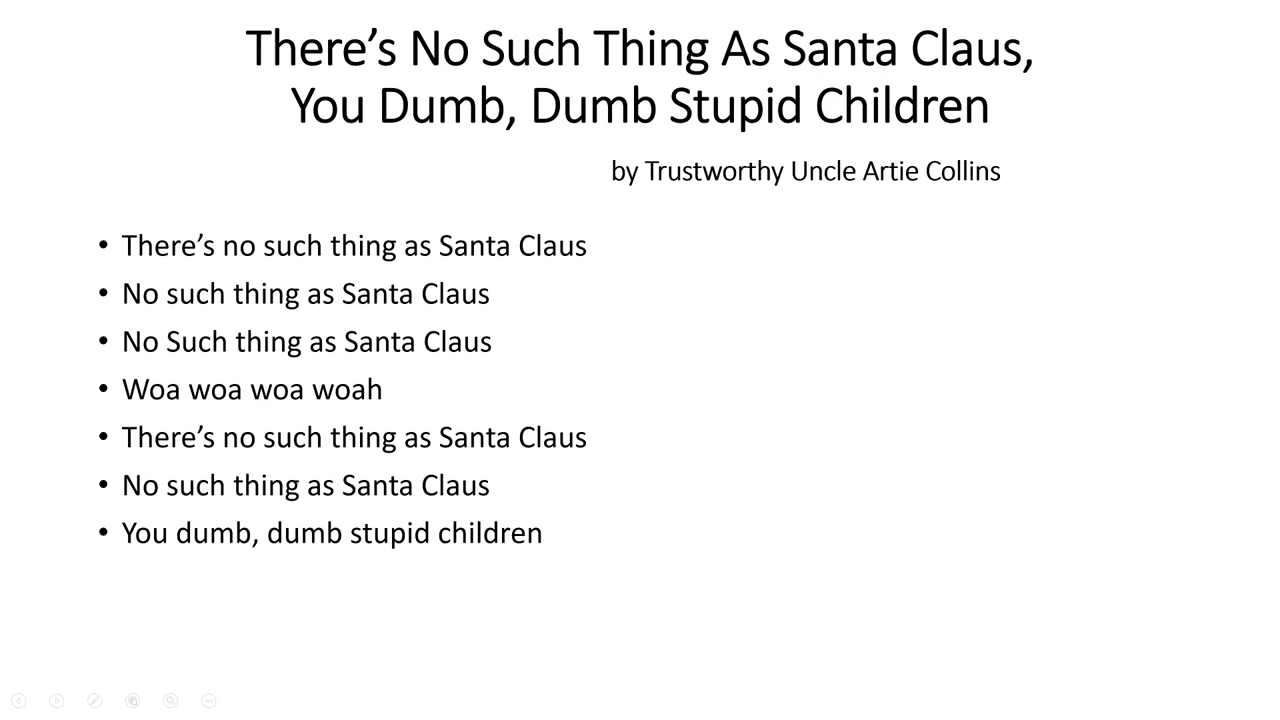 There’s No Such Thing As Santa Claus,
You Dumb, Dumb Stupid Children
by Trustworthy Uncle Artie Collins
• There’s no such thing as Santa Claus
• No such thing as Santa Claus
• No Such thing as Santa Claus
• Woa woa woa woah
• There’s no such thing as Santa Claus
• No such thing as Santa Claus
• You dumb, dumb stupid children